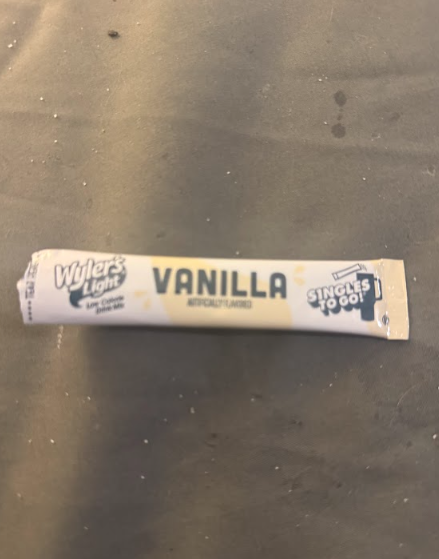 Wyler's
Light
Low Calorie
Drink Mix
VANILLA
ARTIFICIALLY FLAVORED
SINGLES
TO GO!